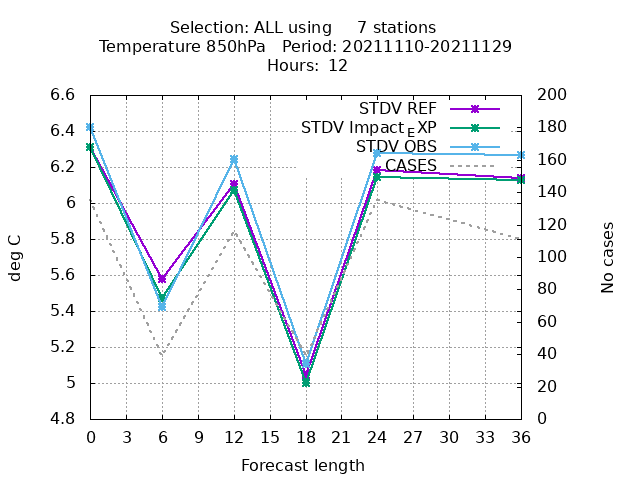 Selection: ALL using     7 stations
Temperature 850hPa   Period: 20211110-20211129
Hours:  12
6.6
6.4
6.2
6
5.8
5.6
5.4
5.2
5
4.8
200
180
160
140
120
100
80
60
40
20
0
STDV REF
STDV Impact_EXP
STDV OBS
CASES
deg C
No cases
0 3 6 9 12 15 18 21 24 27 30 33 36
Forecast length